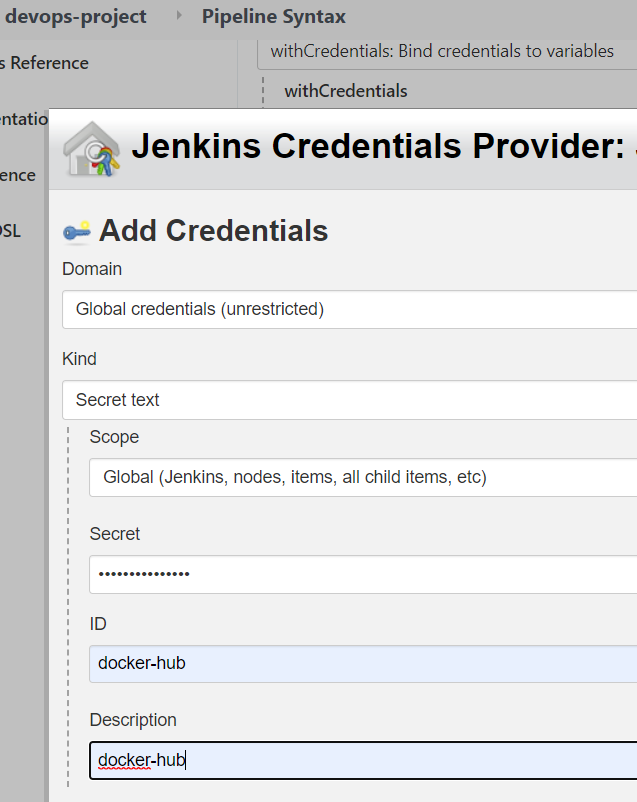 devops-project
Pipeline Syntax
s Reference
withCredentials: Bind credentials to variables
withCredentials
entatio
Jenkins Credentials Provider:
ence
Add Credentials
OSL
Domain
Global credentials (unrestricted)
Kind
Secret text
Scope
Global (Jenkins, nodes, items, all child items, etc)
Secret
•••••••••••••••
ID
docker-hub
Description
docker-hub